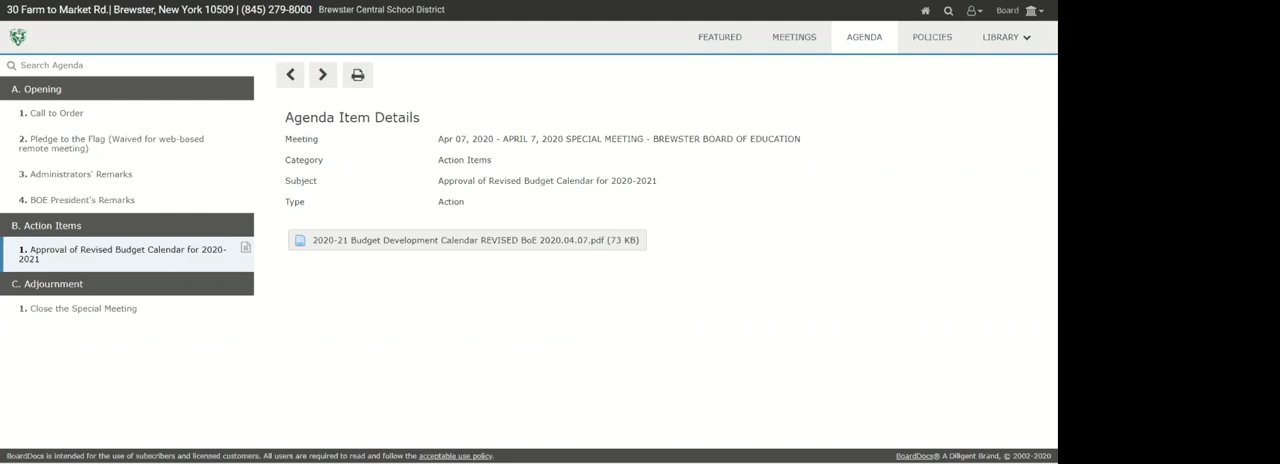 30 Farm to Market Rd.| Brewster, New York 10509 | (845) 279-8000 Brewster Central School District
Board
FEATURED MEETINGS AGENDA POLICIES LIBRARY
Search Agenda
A. Opening
1. Call to Order
2. Pledge to the Flag (Waived for web-based
remote meeting)
3. Administrators' Remarks
4. BOE President's Remarks
B. Action Items
1. Approval of Revised Budget Calendar for 2020-
2021
C. Adjournment
1. Close the Special Meeting
Agenda Item Details
Meeting Apr 07, 2020 - APRIL 7, 2020 SPECIAL MEETING - BREWSTER BOARD OF EDUCATION
Category Action Items
Subject Approval of Revised Budget Calendar for 2020-2021
Type Action
2020-21 Budget Development Calendar REVISED BoE 2020.04.07.pdf (73 KB)
BoardDocs is intended for the use of subscribers and licensed customers. All users are required to read and follow the acceptable use policy.
BoardDocs® A Diligent Brand, © 2002-2020